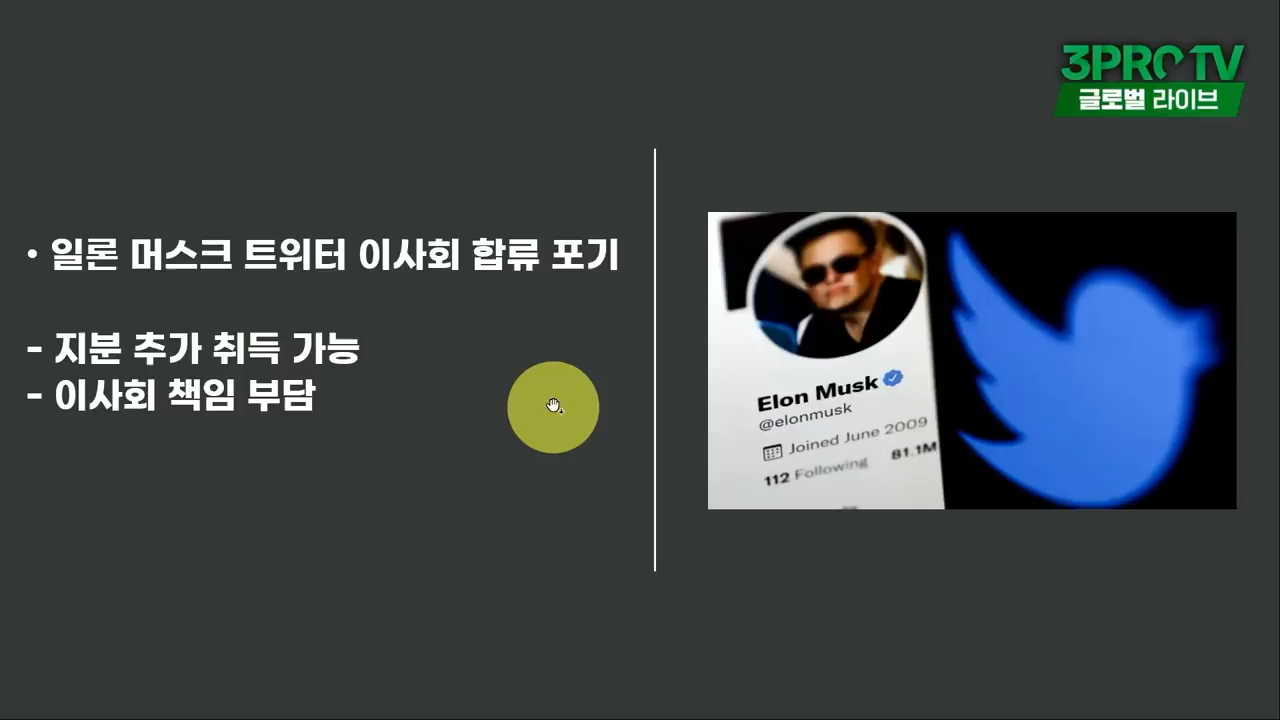 3PRO TV
글로벌 라이브
• 일론 머스크 트위터 이사회 합류 포기
- 지분 추가 취득 가능
- 이사회 책임 부담
Elon Musk
@elonmusk
Joined June 2009
112 Following 81.1M